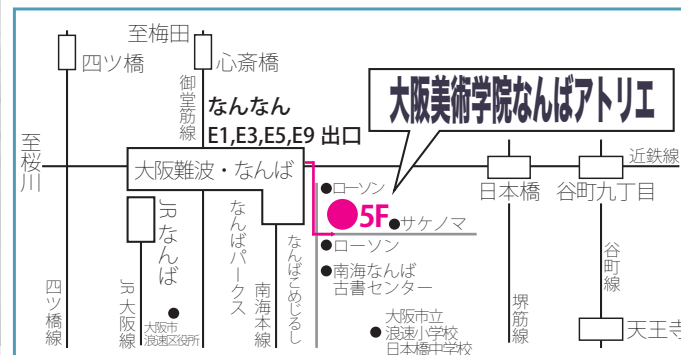 至梅田
四ツ橋
心斎橋
御堂筋線
なんなん
E1,E3,E5,E9 出口
大阪美術学院なんばアトリエ
至桜川
大阪難波・なんば
近鉄線
日本橋
谷町九丁目
ローソン
5F
サケノマ
JRなんば
なんばパークス
なんばこめじるし
ローソン
南海なんば
古書センター
谷町線
四ツ橋線
JR大阪線
大阪市
浪速区役所
南海本線
堺筋線
大阪市立
浪速小学校
日本橋中学校
天王寺